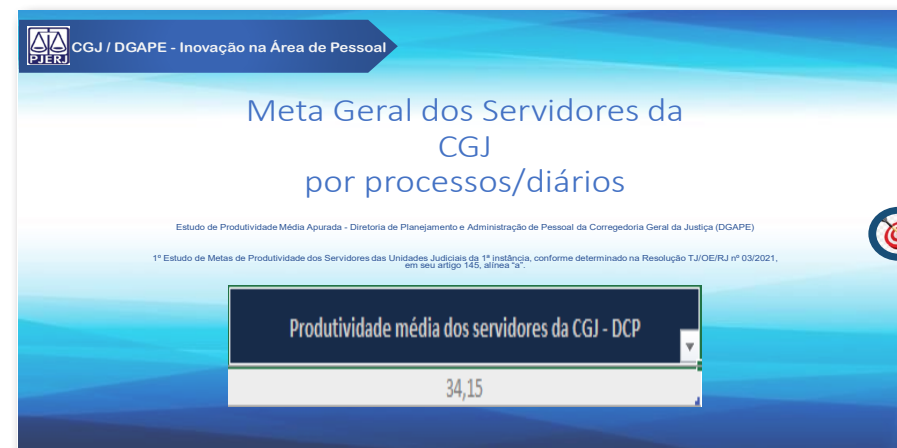 PJERJ
CGJ / DGAPE - Inovação na Área de Pessoal
Meta Geral dos Servidores da
CGJ
por processos/diários
Estudo de Produtividade Média Apurada - Diretoria de Planejamento e Administração de Pessoal da Corregedoria Geral da Justiça (DGAPE)
1º Estudo de Metas de Produtividade dos Servidores das Unidades Judiciais da 1ª instância, conforme determinado na Resolução TJ/OE/RJ nº 03/2021,
em seu artigo 145, alínea "a".
Produtividade média dos servidores da CGJ - DCP
34,15